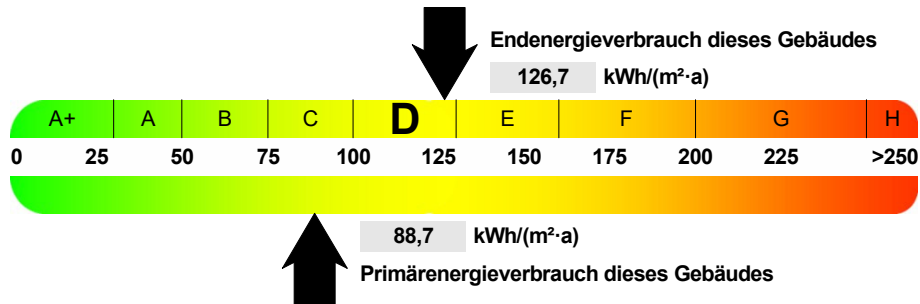 Endenergieverbrauch dieses Gebäudes
126,7 kWh/(m²·a)
A+ A B C D E F G H
0 25 50 75 100 125 150 175 200 225 >250
88,7 kWh/(m²·a)
Primärenergieverbrauch dieses Gebäudes